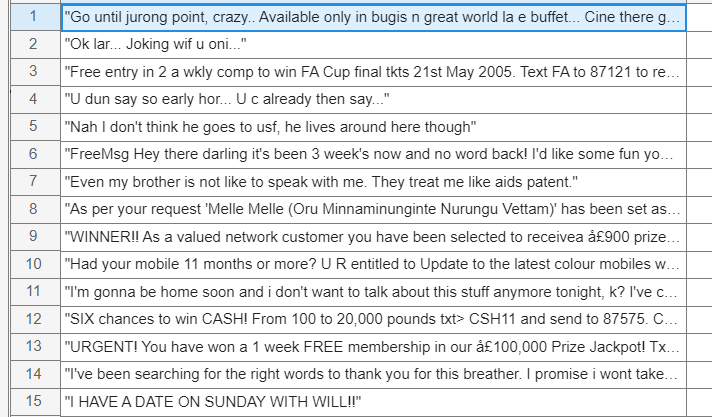 1 "Go until jurong point, crazy.. Available only in bugis n great world la e buffet... Cine there g...
2 "Ok lar... Joking wif u oni..."
3 "Free entry in 2 a wkly comp to win FA Cup final tkts 21st May 2005. Text FA to 87121 to re...
4 "U dun say so early hor... U c already then say..."
5 "Nah I don't think he goes to usf, he lives around here though"
6 "FreeMsg Hey there darling it's been 3 week's now and no word back! I'd like some fun yo...
7 "Even my brother is not like to speak with me. They treat me like aids patent."
8 "As per your request 'Melle Melle (Oru Minnaminunginte Nurungu Vettam)' has been set as...
9 "WINNER!! As a valued network customer you have been selected to receivea å£900 prize...
10 "Had your mobile 11 months or more? U R entitled to Update to the latest colour mobiles w...
11 "I'm gonna be home soon and i don't want to talk about this stuff anymore tonight, k? I've c...
12 "SIX chances to win CASH! From 100 to 20,000 pounds txt> CSH11 and send to 87575. C...
13 "URGENT! You have won a 1 week FREE membership in our å£100,000 Prize Jackpot! Tx...
14 "I've been searching for the right words to thank you for this breather. I promise i wont take...
15 "I HAVE A DATE ON SUNDAY WITH WILL!!"